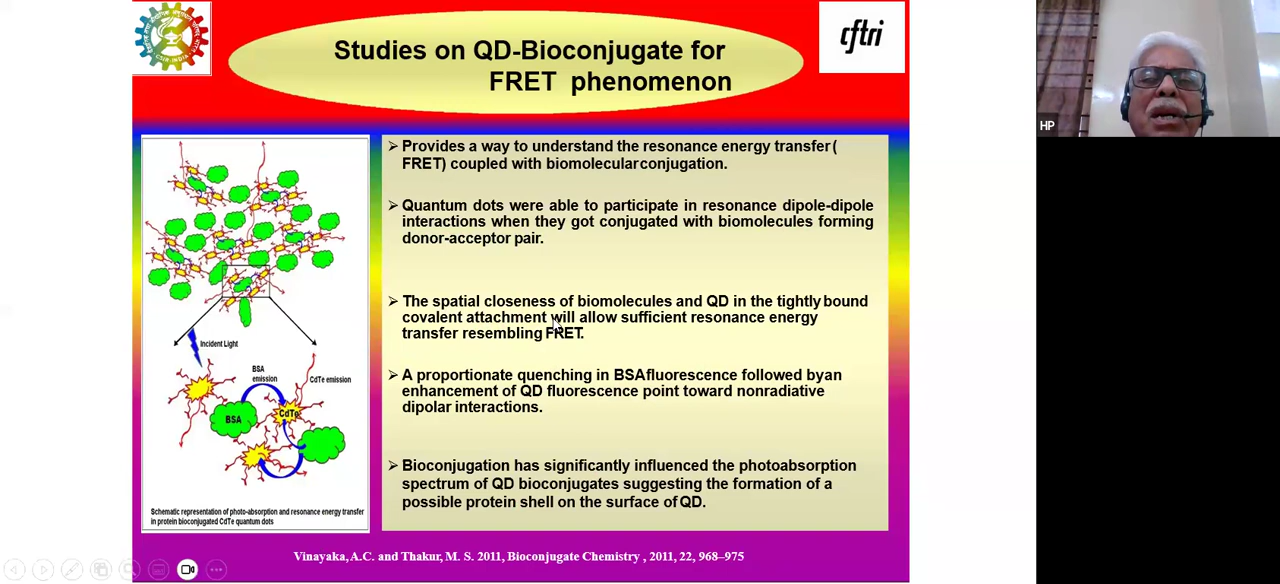 Studies on QD-Bioconjugate for
FRET phenomenon
cftri
HP
➢ Provides a way to understand the resonance energy transfer (
FRET) coupled with biomolecular conjugation.
➢ Quantum dots were able to participate in resonance dipole-dipole
interactions when they got conjugated with biomolecules forming
donor-acceptor pair.
➢ The spatial closeness of biomolecules and QD in the tightly bound
covalent attachment will allow sufficient resonance energy
transfer resembling FRET.
➢ A proportionate quenching in BSA fluorescence followed byan
enhancement of QD fluorescence point toward nonradiative
dipolar interactions.
➢ Bioconjugation has significantly influenced the photoabsorption
spectrum of QD bioconjugates suggesting the formation of a
possible protein shell on the surface of QD.
Incident Light
BSA
emission
CdTe emission
BSA
CdTe
Schematic representation of photo-absorption and resonance energy transfer
in protein bioconjugated CdTe quantum dots
Vinayaka, A.C. and Thakur, M. S. 2011, Bioconjugate Chemistry , 2011, 22, 968–975